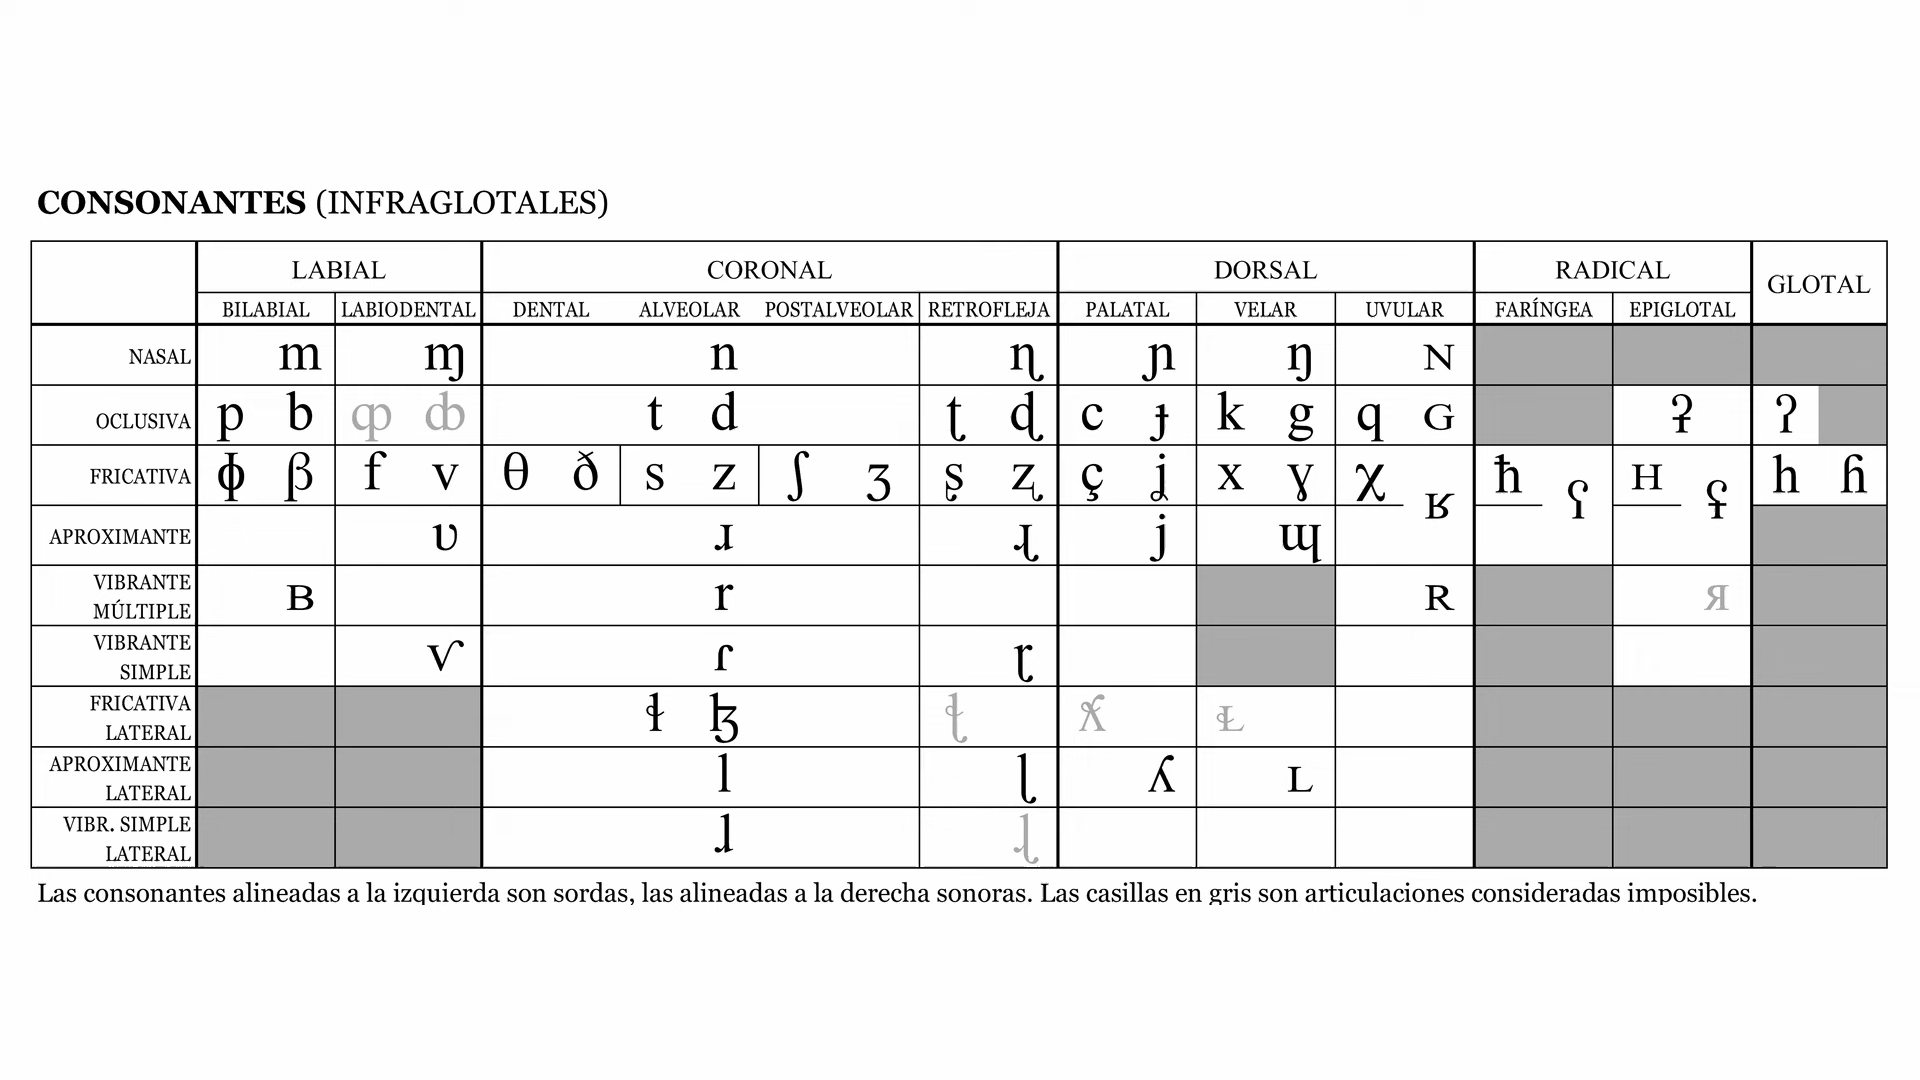 CONSONANTES (INFRAGLOTALES)
LABIAL CORONAL DORSAL RADICAL GLOTAL
BILABIAL LABIODENTAL DENTAL ALVEOLAR POSTALVEOLAR RETROFLEJA PALATAL VELAR UVULAR FARÍNGEA EPIGLOTAL
NASAL m ɱ n ɳ ɲ ŋ ɴ
OCLUSIVA p b ȹ ȸ t d ʈ ɖ c ɟ k ɡ q ɢ ʡ ʔ
FRICATIVA ɸ β f v θ ð s z ʃ ʒ ʂ ʐ ç ʝ x ɣ χ ʁ ħ ʕ ʜ ʢ h ɦ
APROXIMANTE ʋ ɹ ɻ j ɰ
VIBRANTE
MÚLTIPLE ʙ r ʀ ᴙ
VIBRANTE
SIMPLE ⱱ ɾ ɽ
FRICATIVA
LATERAL ɬ ɮ
APROXIMANTE
LATERAL l ɭ ʎ ʟ
VIBR. SIMPLE
LATERAL ɺ
Las consonantes alineadas a la izquierda son sordas, las alineadas a la derecha sonoras. Las casillas en gris son articulaciones consideradas imposibles.